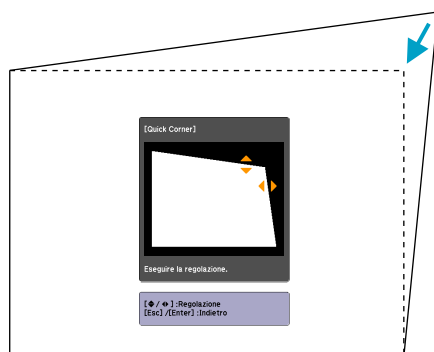 [Quick Corner]
Eseguire la regolazione.
[ / ] :Regolazione
[Esc] /[Enter] :Indietro